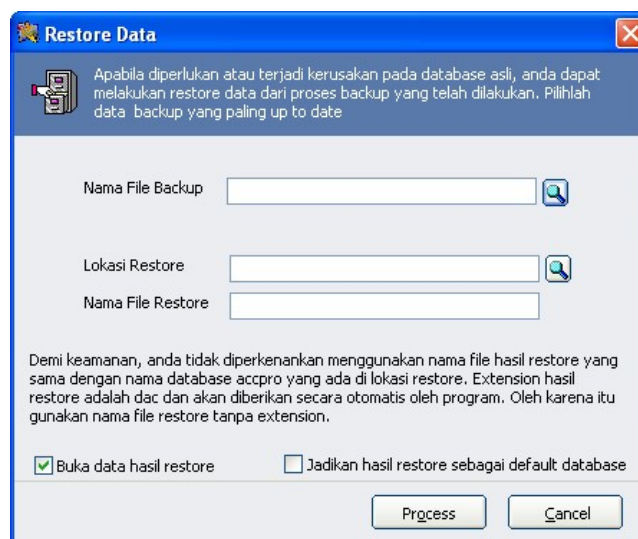 Restore Data
Apabila diperlukan atau terjadi kerusakan pada database asli, anda dapat
melakukan restore data dari proses backup yang telah dilakukan. Pilihlah
data backup yang paling up to date
Nama File Backup
Lokasi Restore
Nama File Restore
Demi keamanan, anda tidak diperkenankan menggunakan nama file hasil restore yang
sama dengan nama database accpro yang ada di lokasi restore. Extension hasil
restore adalah dac dan akan diberikan secara otomatis oleh program. Oleh karena itu
gunakan nama file restore tanpa extension.
Buka data hasil restore Jadikan hasil restore sebagai default database
Process Cancel